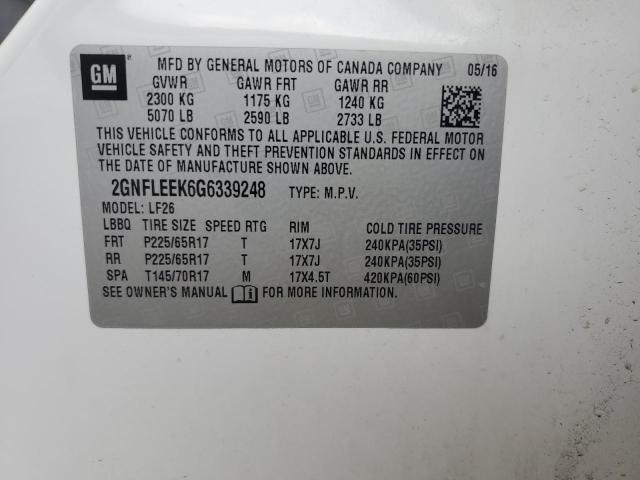 GM
MFD BY GENERAL MOTORS OF CANADA COMPANY 05/16
GVWR GAWR FRT GAWR RR
2300 KG 1175 KG 1240 KG
5070 LB 2590 LB 2733 LB
THIS VEHICLE CONFORMS TO ALL APPLICABLE U.S. FEDERAL MOTOR
VEHICLE SAFETY AND THEFT PREVENTION STANDARDS IN EFFECT ON
THE DATE OF MANUFACTURE SHOWN ABOVE.
2GNFLEEK6G6339248 TYPE: M.P.V.
MODEL: LF26
LBBQ TIRE SIZE SPEED RTG RIM COLD TIRE PRESSURE
FRT P225/65R17 T 17X7J 240KPA(35PSI)
RR P225/65R17 T 17X7J 240KPA(35PSI)
SPA T145/70R17 M 17X4.5T 420KPA(60PSI)
SEE OWNER'S MANUAL FOR MORE INFORMATION.